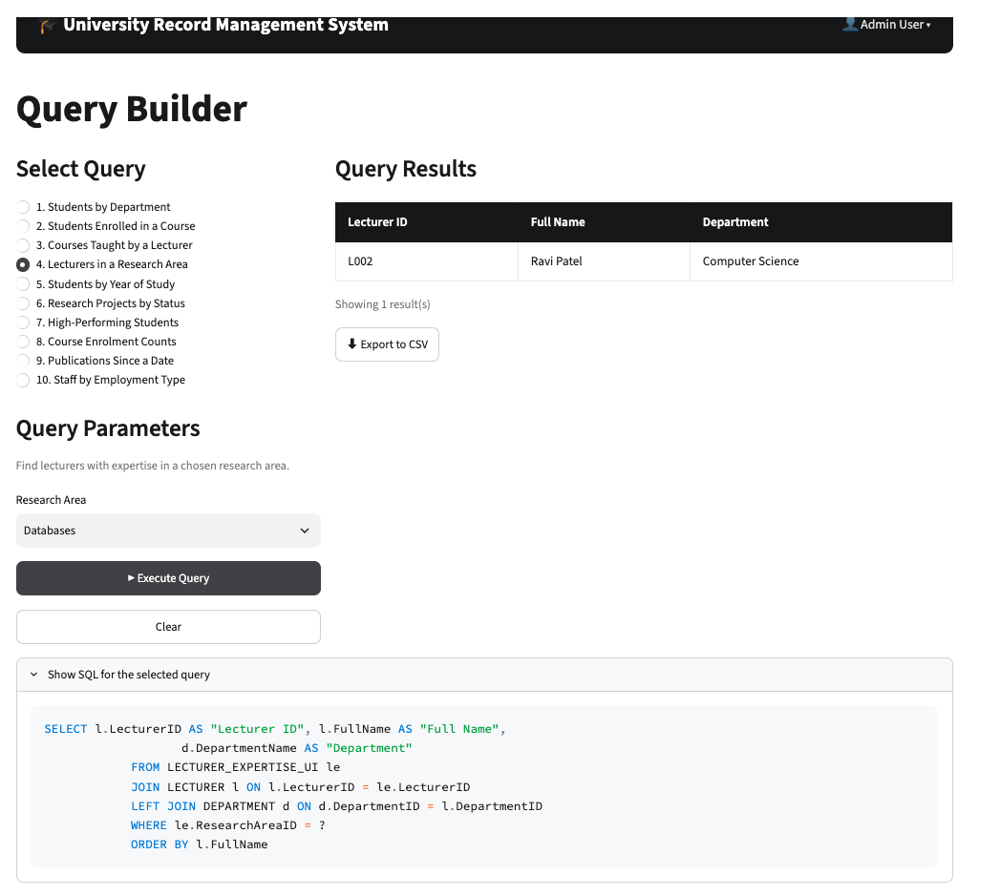 🎓 University Record Management System
👤 Admin User ▾
Query Builder
Select Query
1. Students by Department
2. Students Enrolled in a Course
3. Courses Taught by a Lecturer
4. Lecturers in a Research Area
5. Students by Year of Study
6. Research Projects by Status
7. High-Performing Students
8. Course Enrolment Counts
9. Publications Since a Date
10. Staff by Employment Type
Query Parameters
Find lecturers with expertise in a chosen research area.
Research Area
Databases
▶ Execute Query
Clear
Query Results
Lecturer ID Full Name Department
L002 Ravi Patel Computer Science
Showing 1 result(s)
⬇ Export to CSV
Show SQL for the selected query
SELECT l.LecturerID AS "Lecturer ID", l.FullName AS "Full Name",
d.DepartmentName AS "Department"
FROM LECTURER_EXPERTISE_UI le
JOIN LECTURER l ON l.LecturerID = le.LecturerID
LEFT JOIN DEPARTMENT d ON d.DepartmentID = l.DepartmentID
WHERE le.ResearchAreaID = ?
ORDER BY l.FullName